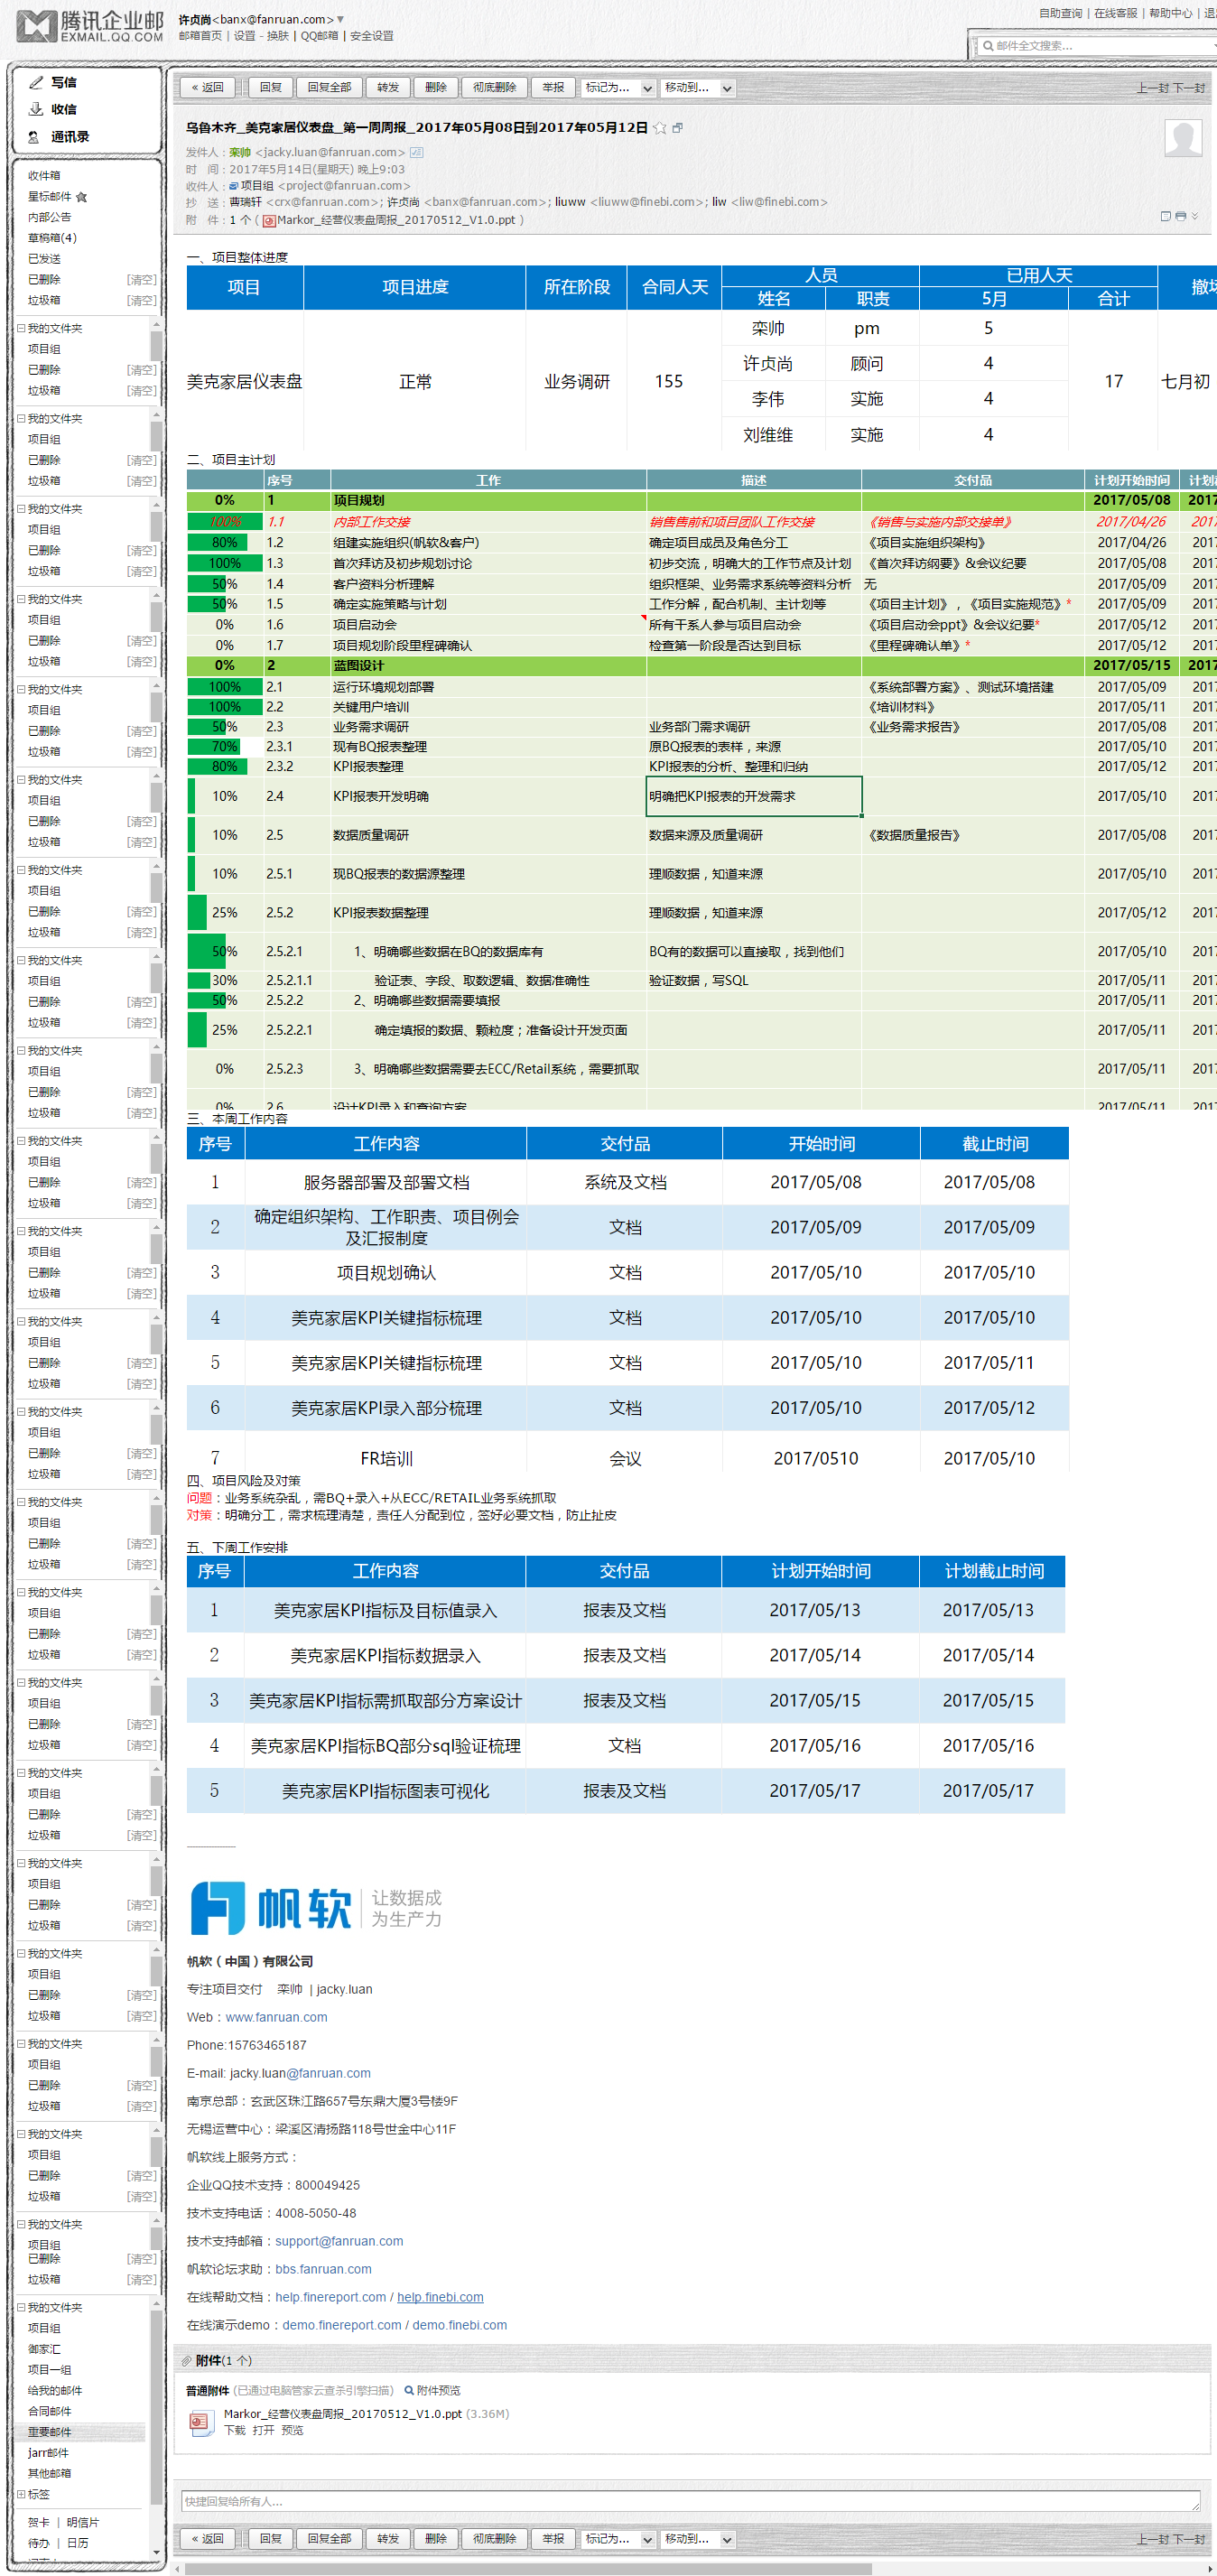 腾讯企业邮
EXMAIL.QQ.COM
许贞尚<banx@fanruan.com>
邮箱首页 | 设置 - 换肤 | QQ邮箱 | 安全设置
自助查询 | 在线客服 | 帮助中心 |
邮件全文搜索...
写信
收信
通讯录
收件箱
星标邮件
内部公告
草稿箱(4)
已发送
已删除 [清空]
垃圾箱 [清空]
我的文件夹
项目组
已删除 [清空]
垃圾箱 [清空]
« 返回 回复 回复全部 转发 删除 彻底删除 举报 标记为... 移动到... 上一封 下一封
乌鲁木齐_美克家居仪表盘_第一周周报_2017年05月08日到2017年05月12日
发件人：栾帅 <jacky.luan@fanruan.com>
时 间：2017年5月14日(星期天) 晚上9:03
收件人：项目组 <project@fanruan.com>
抄 送：曹瑞轩 <crx@fanruan.com>; 许贞尚 <banx@fanruan.com>; liuww <liuww@finebi.com>; liw <liw@finebi.com>
附 件：1 个 ( Markor_经营仪表盘周报_20170512_V1.0.ppt )
一、项目整体进度
项目 项目进度 所在阶段 合同人天 人员 已用人天
姓名 职责 5月 合计
美克家居仪表盘 正常 业务调研 155 17 七月初
栾帅 pm 5
许贞尚 顾问 4
李伟 实施 4
刘维维 实施 4
二、项目主计划
序号 工作 描述 交付品 计划开始时间
0% 1 项目规划 2017/05/08
100% 1.1 内部工作交接 销售售前和项目团队工作交接 《销售与实施内部交接单》 2017/04/26
80% 1.2 组建实施组织(帆软&客户) 确定项目成员及角色分工 《项目实施组织架构》 2017/04/26
100% 1.3 首次拜访及初步规划讨论 初步交流，明确大的工作节点及计划 《首次拜访纲要》&会议纪要 2017/05/08
50% 1.4 客户资料分析理解 组织框架、业务需求系统等资料分析 无 2017/05/09
50% 1.5 确定实施策略与计划 工作分解，配合机制、主计划等 《项目主计划》，《项目实施规范》* 2017/05/09
0% 1.6 项目启动会 所有干系人参与项目启动会 《项目启动会ppt》&会议纪要* 2017/05/12
0% 1.7 项目规划阶段里程碑确认 检查第一阶段是否达到目标 《里程碑确认单》* 2017/05/12
0% 2 蓝图设计 2017/05/15
100% 2.1 运行环境规划部署 《系统部署方案》、测试环境搭建 2017/05/09
100% 2.2 关键用户培训 《培训材料》 2017/05/11
50% 2.3 业务需求调研 业务部门需求调研 《业务需求报告》 2017/05/08
70% 2.3.1 现有BQ报表整理 原BQ报表的表样，来源 2017/05/10
80% 2.3.2 KPI报表整理 KPI报表的分析、整理和归纳 2017/05/12
10% 2.4 KPI报表开发明确 明确把KPI报表的开发需求 2017/05/10
10% 2.5 数据质量调研 数据来源及质量调研 《数据质量报告》 2017/05/08
10% 2.5.1 现BQ报表的数据源整理 理顺数据，知道来源 2017/05/10
25% 2.5.2 KPI报表数据整理 理顺数据，知道来源 2017/05/12
50% 2.5.2.1 1、明确哪些数据在BQ的数据库有 BQ有的数据可以直接取，找到他们 2017/05/10
30% 2.5.2.1.1 验证表、字段、取数逻辑、数据准确性 验证数据，写SQL 2017/05/11
50% 2.5.2.2 2、明确哪些数据需要填报 2017/05/11
25% 2.5.2.2.1 确定填报的数据、颗粒度；准备设计开发页面 2017/05/11
0% 2.5.2.3 3、明确哪些数据需要去ECC/Retail系统，需要抓取 2017/05/11
0% 2.6 设计KPI录入和查询方案 2017/05/11
三、本周工作内容
序号 工作内容 交付品 开始时间 截止时间
1 服务器部署及部署文档 系统及文档 2017/05/08 2017/05/08
2 确定组织架构、工作职责、项目例会及汇报制度 文档 2017/05/09 2017/05/09
3 项目规划确认 文档 2017/05/10 2017/05/10
4 美克家居KPI关键指标梳理 文档 2017/05/10 2017/05/10
5 美克家居KPI关键指标梳理 文档 2017/05/10 2017/05/11
6 美克家居KPI录入部分梳理 文档 2017/05/10 2017/05/12
7 FR培训 会议 2017/0510 2017/05/10
四、项目风险及对策
问题：业务系统杂乱，需BQ+录入+从ECC/RETAIL业务系统抓取
对策：明确分工，需求梳理清楚，责任人分配到位，签好必要文档，防止扯皮
五、下周工作安排
序号 工作内容 交付品 计划开始时间 计划截止时间
1 美克家居KPI指标及目标值录入 报表及文档 2017/05/13 2017/05/13
2 美克家居KPI指标数据录入 报表及文档 2017/05/14 2017/05/14
3 美克家居KPI指标需抓取部分方案设计 报表及文档 2017/05/15 2017/05/15
4 美克家居KPI指标BQ部分sql验证梳理 文档 2017/05/16 2017/05/16
5 美克家居KPI指标图表可视化 报表及文档 2017/05/17 2017/05/17
帆软 让数据成
为生产力
帆软（中国）有限公司
专注项目交付 栾帅 | jacky.luan
Web：www.fanruan.com
Phone:15763465187
E-mail: jacky.luan@fanruan.com
南京总部：玄武区珠江路657号东鼎大厦3号楼9F
无锡运营中心：梁溪区清扬路118号世金中心11F
帆软线上服务方式：
企业QQ技术支持：800049425
技术支持电话：4008-5050-48
技术支持邮箱：support@fanruan.com
帆软论坛求助：bbs.fanruan.com
在线帮助文档：help.finereport.com / help.finebi.com
在线演示demo：demo.finereport.com / demo.finebi.com
附件(1 个)
普通附件 (已通过电脑管家云查杀引擎扫描) 附件预览
Markor_经营仪表盘周报_20170512_V1.0.ppt (3.36M)
下载 打开 预览
我的文件夹
项目组
御家汇
项目一组
给我的邮件
合同邮件
重要邮件
jarr邮件
其他邮箱
标签
贺卡 | 明信片
待办 | 日历
快捷回复给所有人...
« 返回 回复 回复全部 转发 删除 彻底删除 举报 标记为... 移动到... 上一封 下一封